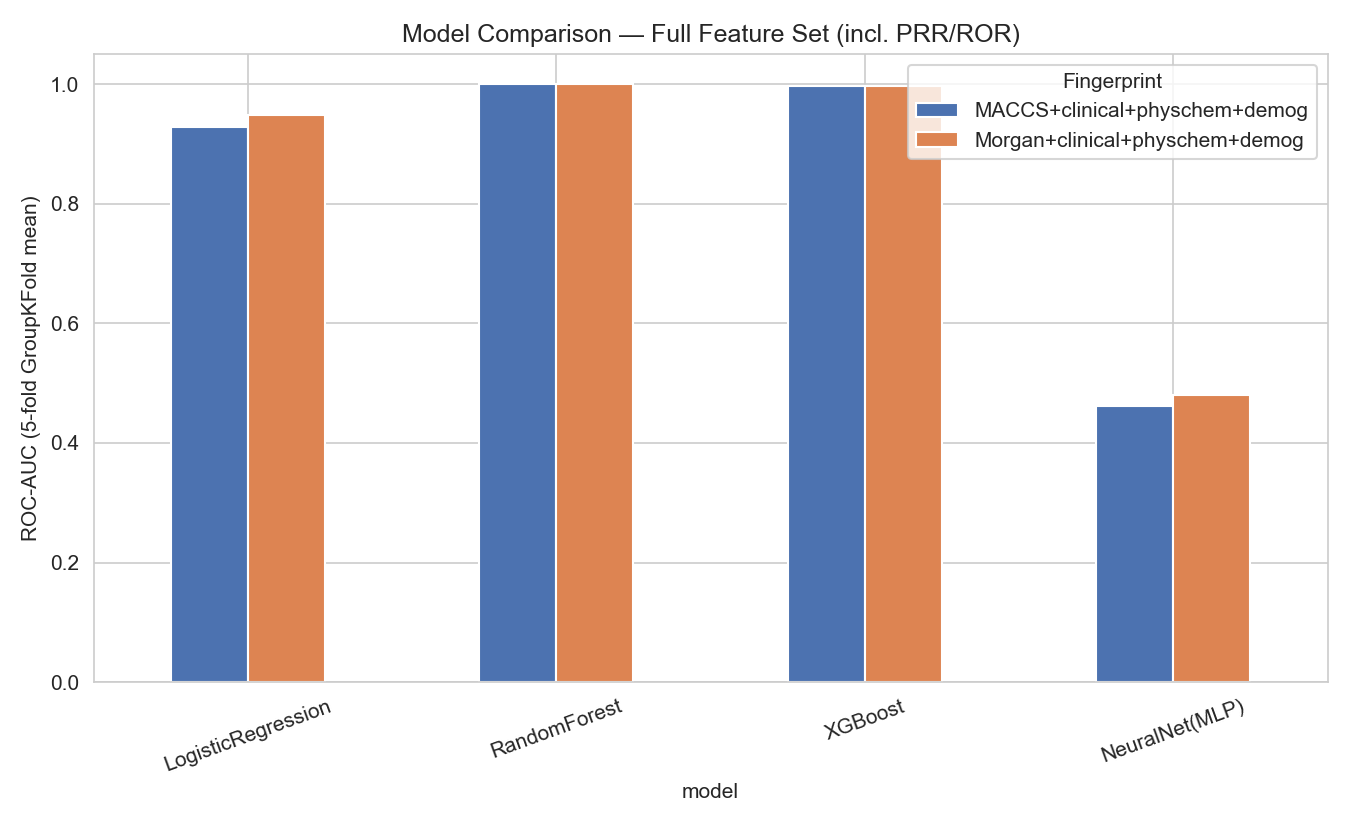 Model Comparison — Full Feature Set (incl. PRR/ROR)
ROC-AUC (5-fold GroupKFold mean)
1.0
0.8
0.6
0.4
0.2
0.0
Fingerprint
MACCS+clinical+physchem+demog
Morgan+clinical+physchem+demog
LogisticRegression
RandomForest
XGBoost
NeuralNet(MLP)
model